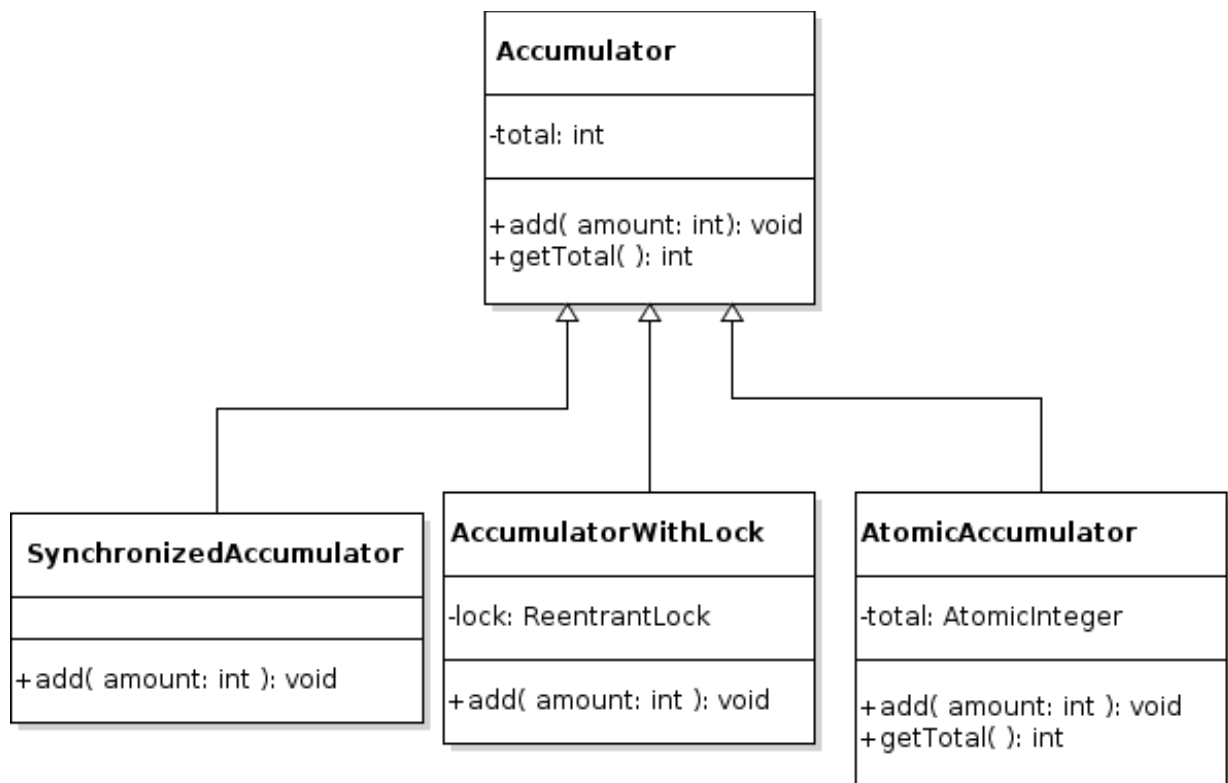 Accumulator
-total: int
+add( amount: int): void
+getTotal( ): int
SynchronizedAccumulator
+add( amount: int ): void
AccumulatorWithLock
-lock: ReentrantLock
+add( amount: int ): void
AtomicAccumulator
-total: AtomicInteger
+add( amount: int ): void
+getTotal( ): int